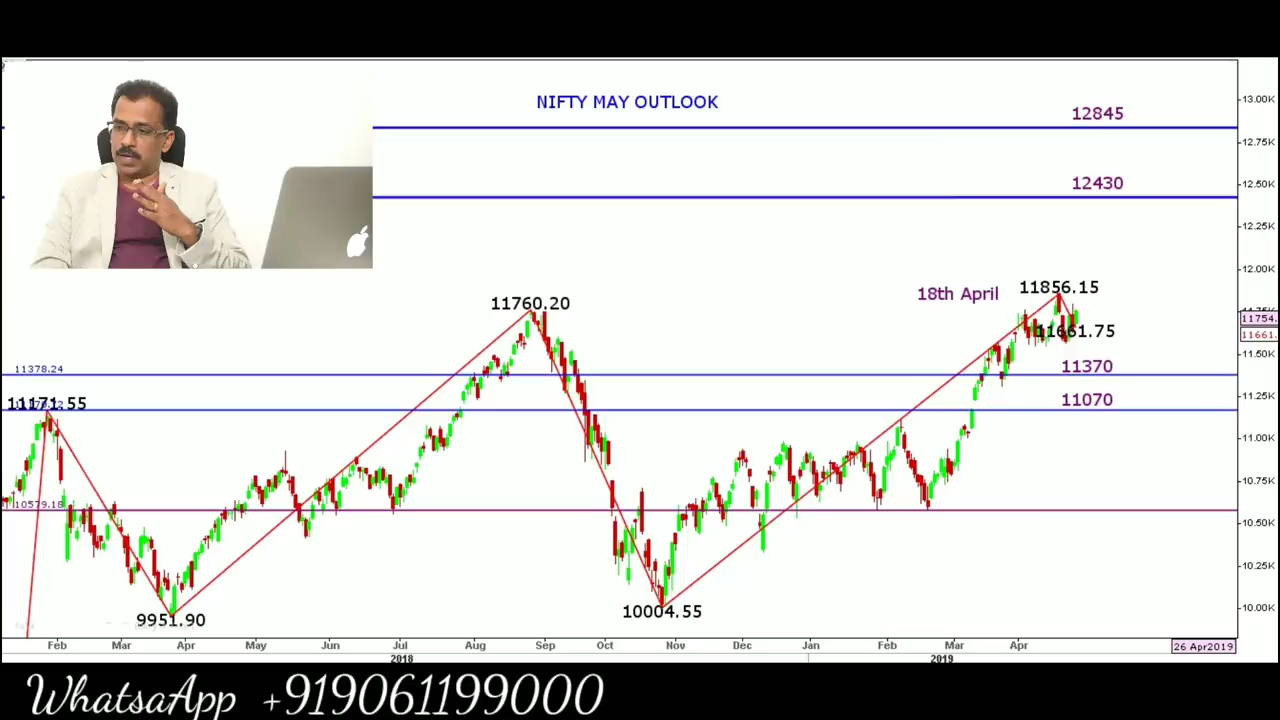 NIFTY MAY OUTLOOK
12845
12430
18th April
11856.15
11760.20
11661.75
11378.24
11370
11171.55
11070
10579.18
9951.90
10004.55
13.00K
12.75K
12.50K
12.25K
12.00K
11754.
11661.
11.50K
11.25K
11.00K
10.75K
10.50K
10.25K
10.00K
Feb Mar Apr May Jun Jul Aug Sep Oct Nov Dec Jan Feb Mar Apr 26 Apr2019
2018 2019
WhatsaApp +919061199000